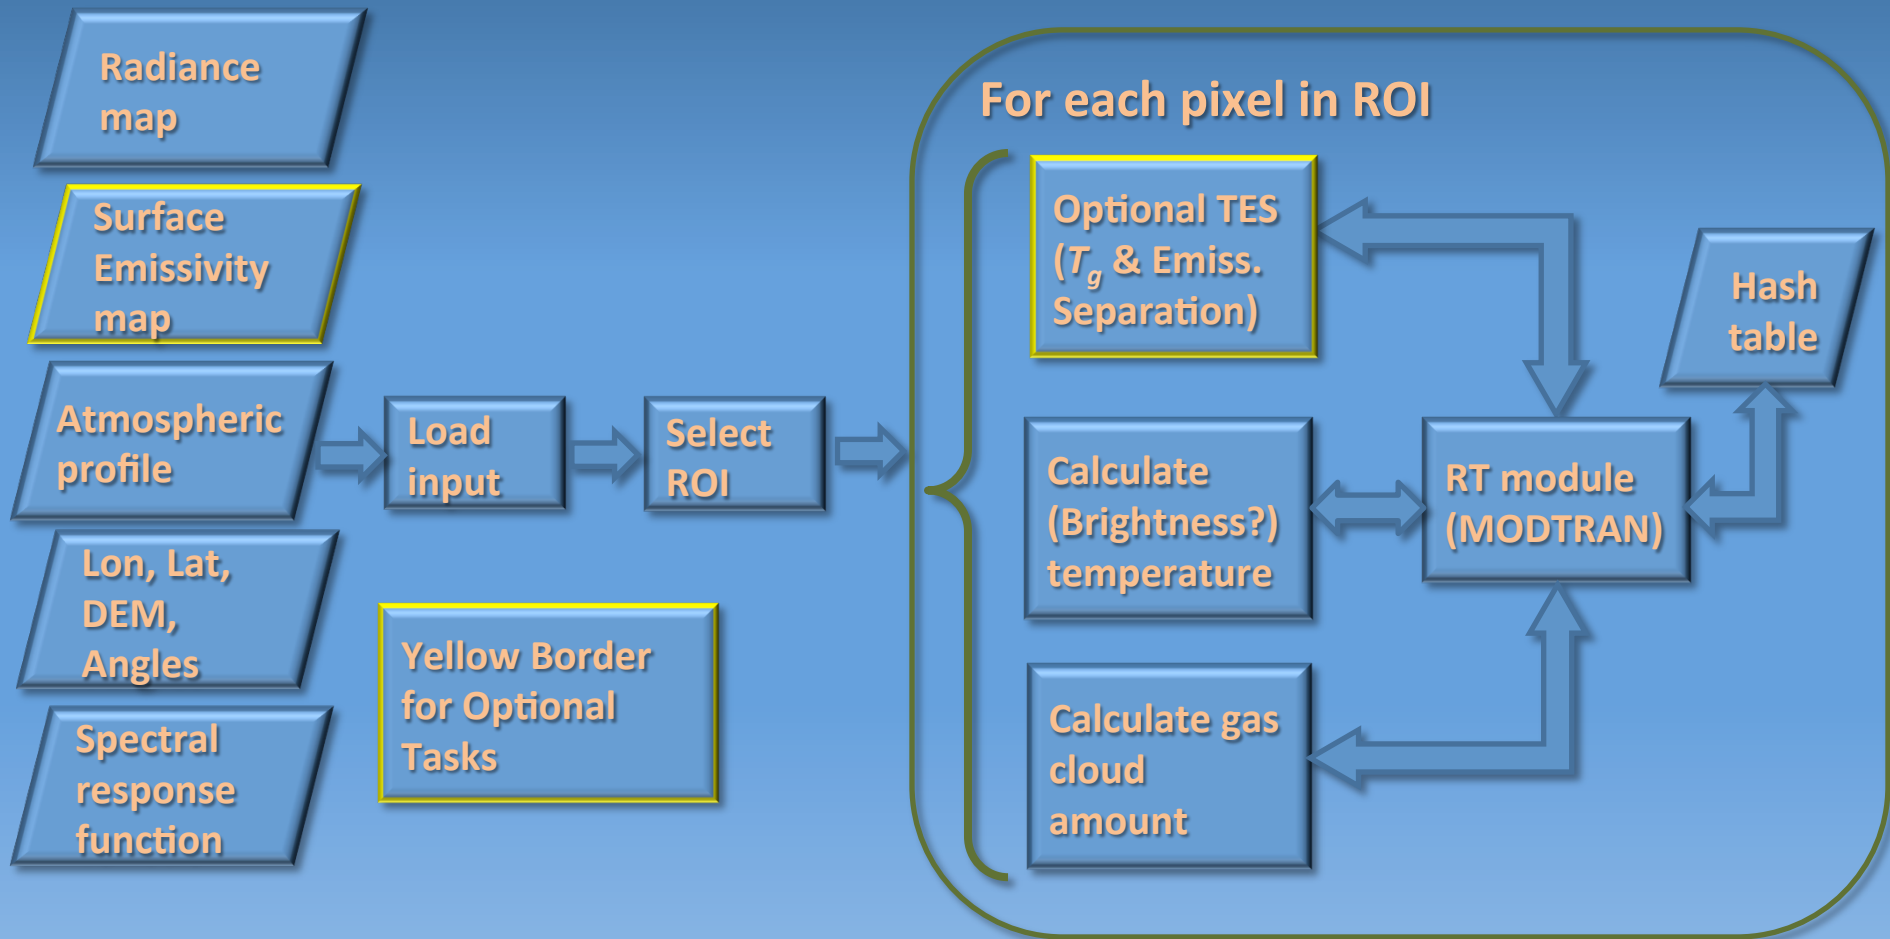 Radiance
map
Surface
Emissivity
map
Atmospheric
profile
Lon, Lat,
DEM,
Angles
Spectral
response
function
Load
input
Select
ROI
Yellow Border
for Optional
Tasks
For each pixel in ROI
Optional TES
(Tg & Emiss.
Separation)
Calculate
(Brightness?)
temperature
Calculate gas
cloud
amount
RT module
(MODTRAN)
Hash
table